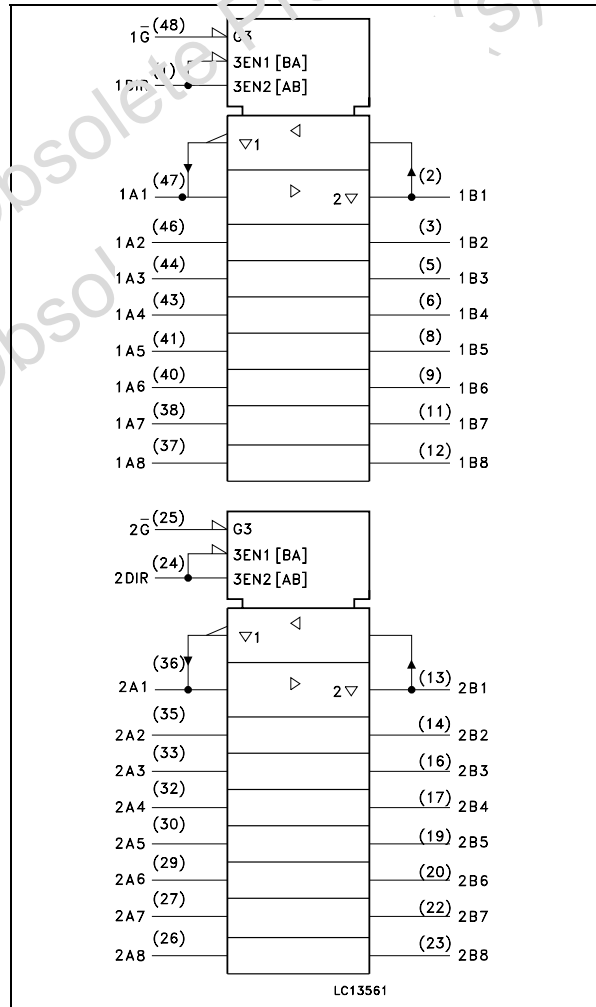 1G̅ (48) G3
3EN1 [BA]
1DIR (1) 3EN2 [AB]
▽1 ◁
1A1 (47) ▷ 2▽ (2) 1B1
1A2 (46) (3) 1B2
1A3 (44) (5) 1B3
1A4 (43) (6) 1B4
1A5 (41) (8) 1B5
1A6 (40) (9) 1B6
1A7 (38) (11) 1B7
1A8 (37) (12) 1B8
2G̅ (25) G3
3EN1 [BA]
2DIR (24) 3EN2 [AB]
▽1 ◁
2A1 (36) ▷ 2▽ (13) 2B1
2A2 (35) (14) 2B2
2A3 (33) (16) 2B3
2A4 (32) (17) 2B4
2A5 (30) (19) 2B5
2A6 (29) (20) 2B6
2A7 (27) (22) 2B7
2A8 (26) (23) 2B8
LC13561